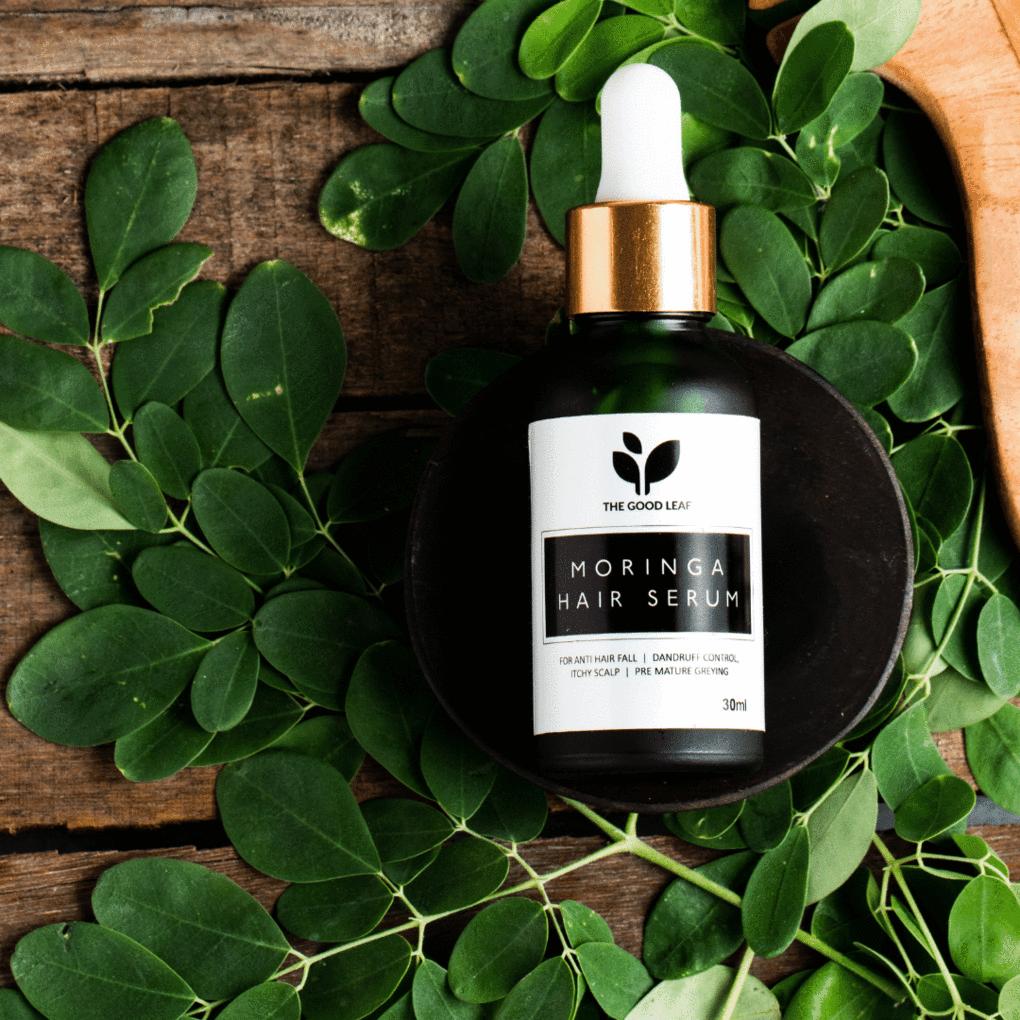 THE GOOD LEAF
MORINGA
HAIR SERUM
FOR ANTI HAIR FALL | DANDRUFF CONTROL,
ITCHY SCALP | PRE MATURE GREYING
30ml